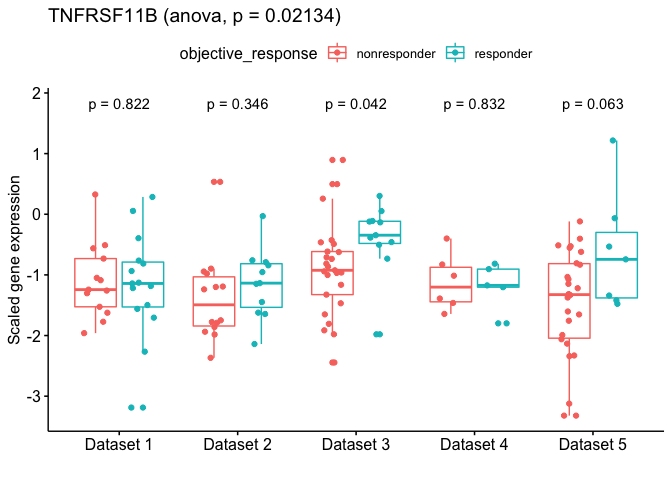 TNFRSF11B (anova, p = 0.02134)
objective_response nonresponder responder
p = 0.822 p = 0.346 p = 0.042 p = 0.832 p = 0.063
Scaled gene expression
2
1
0
-1
-2
-3
Dataset 1 Dataset 2 Dataset 3 Dataset 4 Dataset 5